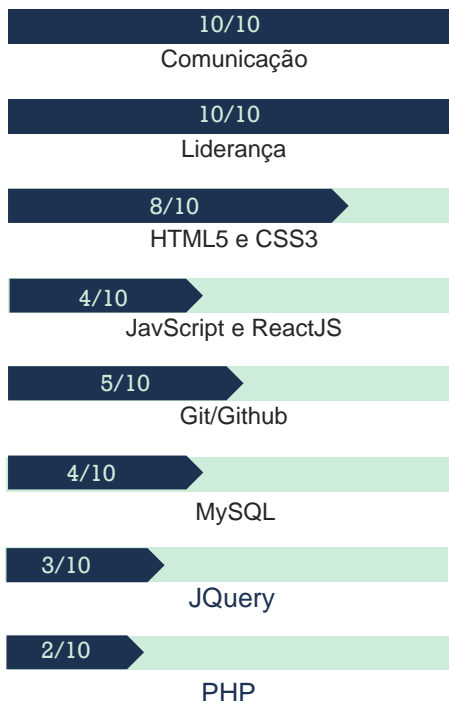 10/10
Comunicação
10/10
Liderança
8/10
HTML5 e CSS3
4/10
JavScript e ReactJS
5/10
Git/Github
4/10
MySQL
3/10
JQuery
2/10
PHP